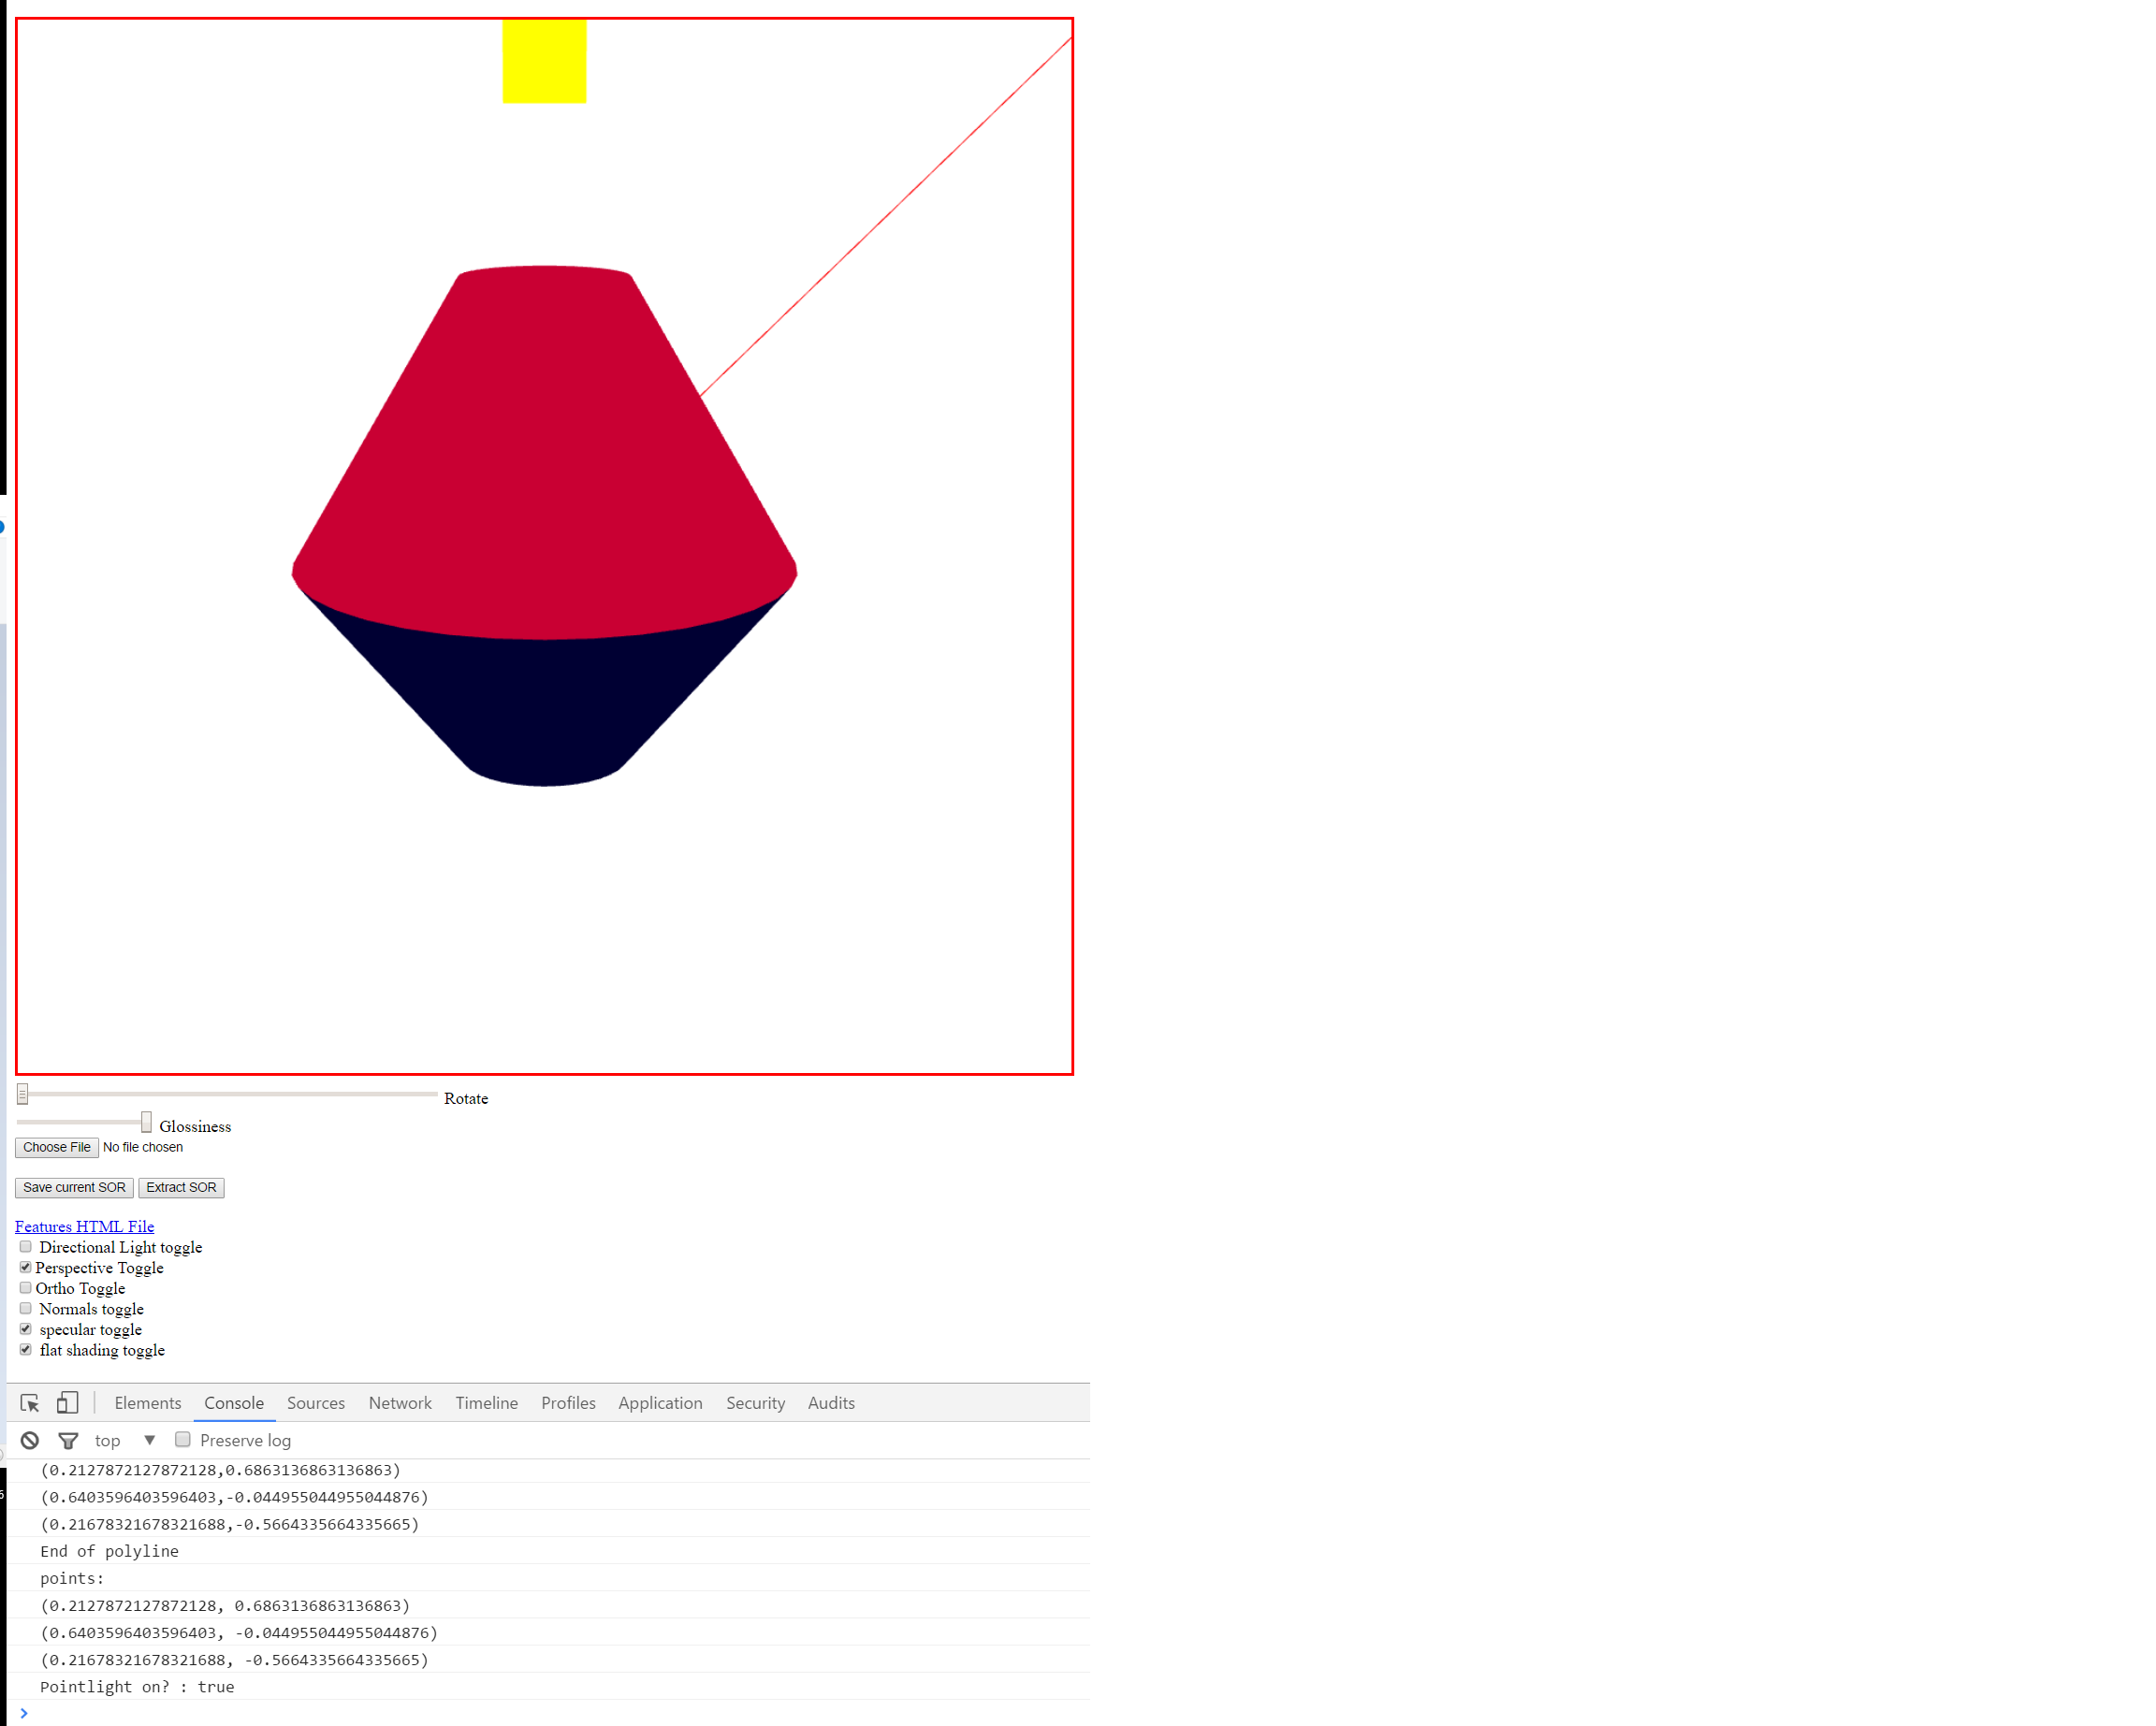 Rotate
Glossiness
Choose File No file chosen
Save current SOR Extract SOR
Features HTML File
Directional Light toggle
Perspective Toggle
Ortho Toggle
Normals toggle
specular toggle
flat shading toggle
Elements Console Sources Network Timeline Profiles Application Security Audits
top Preserve log
(0.2127872127872128,0.6863136863136863)
(0.6403596403596403,-0.044955044955044876)
(0.21678321678321688,-0.5664335664335665)
End of polyline
points:
(0.2127872127872128, 0.6863136863136863)
(0.6403596403596403, -0.044955044955044876)
(0.21678321678321688, -0.5664335664335665)
Pointlight on? : true